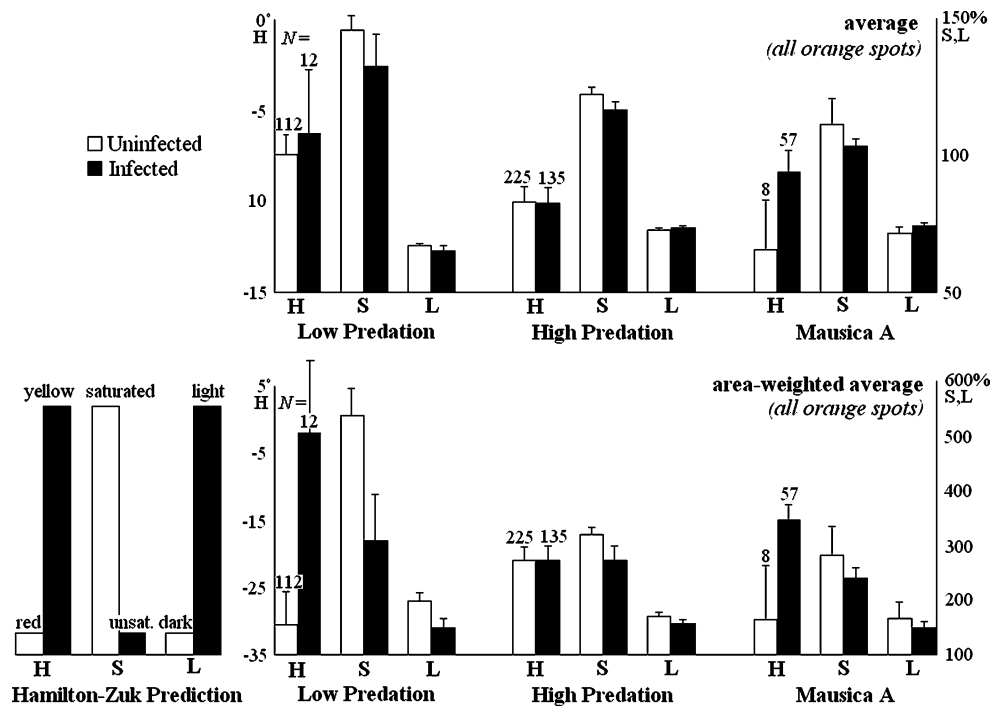 0°
H
N=
112
12
-5
10
-15
Uninfected
Infected
225
135
8
57
average
(all orange spots)
150%
S,L
100
50
H S L
H S L
H S L
Low Predation
High Predation
Mausica A
yellow saturated light
red unsat. dark
H S L
Hamilton-Zuk Prediction
5°
H
N=
112
12
-5
-15
-25
-35
225 135
8
57
area-weighted average
(all orange spots)
600%
S,L
500
400
300
200
100
H S L
H S L
H S L
Low Predation
High Predation
Mausica A